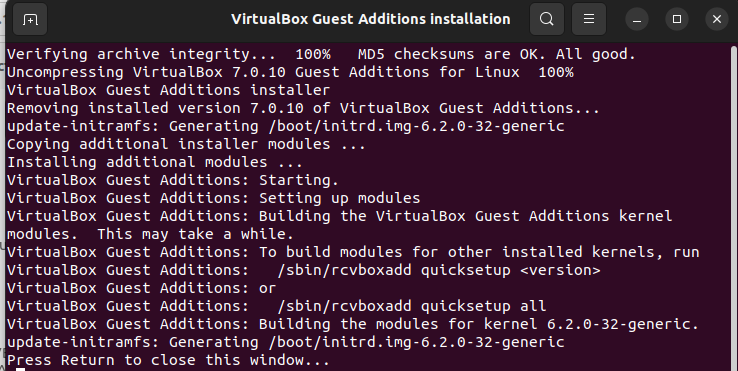 VirtualBox Guest Additions installation
Verifying archive integrity...  100%   MD5 checksums are OK. All good.
Uncompressing VirtualBox 7.0.10 Guest Additions for Linux  100%
VirtualBox Guest Additions installer
Removing installed version 7.0.10 of VirtualBox Guest Additions...
update-initramfs: Generating /boot/initrd.img-6.2.0-32-generic
Copying additional installer modules ...
Installing additional modules ...
VirtualBox Guest Additions: Starting.
VirtualBox Guest Additions: Setting up modules
VirtualBox Guest Additions: Building the VirtualBox Guest Additions kernel
modules.  This may take a while.
VirtualBox Guest Additions: To build modules for other installed kernels, run
VirtualBox Guest Additions:   /sbin/rcvboxadd quicksetup <version>
VirtualBox Guest Additions: or
VirtualBox Guest Additions:   /sbin/rcvboxadd quicksetup all
VirtualBox Guest Additions: Building the modules for kernel 6.2.0-32-generic.
update-initramfs: Generating /boot/initrd.img-6.2.0-32-generic
Press Return to close this window...